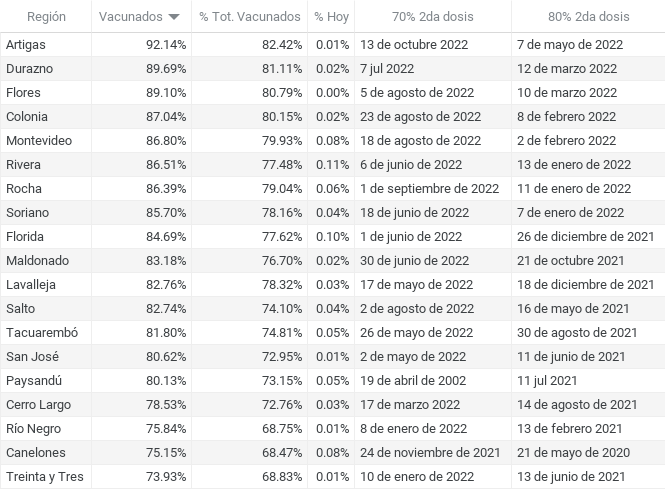 Región Vacunados % Tot. Vacunados % Hoy 70% 2da dosis 80% 2da dosis
Artigas 92.14% 82.42% 0.01% 13 de octubre 2022 7 de mayo de 2022
Durazno 89.69% 81.11% 0.02% 7 jul 2022 12 de marzo 2022
Flores 89.10% 80.79% 0.00% 5 de agosto de 2022 10 de marzo 2022
Colonia 87.04% 80.15% 0.02% 23 de agosto de 2022 8 de febrero 2022
Montevideo 86.80% 79.93% 0.08% 18 de agosto de 2022 2 de febrero 2022
Rivera 86.51% 77.48% 0.11% 6 de junio de 2022 13 de enero de 2022
Rocha 86.39% 79.04% 0.06% 1 de septiembre de 2022 11 de enero de 2022
Soriano 85.70% 78.16% 0.04% 18 de junio de 2022 7 de enero de 2022
Florida 84.69% 77.62% 0.10% 1 de junio de 2022 26 de diciembre de 2021
Maldonado 83.18% 76.70% 0.02% 30 de junio de 2022 21 de octubre 2021
Lavalleja 82.76% 78.32% 0.03% 17 de mayo de 2022 18 de diciembre de 2021
Salto 82.74% 74.10% 0.04% 2 de agosto de 2022 16 de mayo de 2021
Tacuarembó 81.80% 74.81% 0.05% 26 de mayo de 2022 30 de agosto de 2021
San José 80.62% 72.95% 0.01% 2 de mayo de 2022 11 de junio de 2021
Paysandú 80.13% 73.15% 0.05% 19 de abril de 2002 11 jul 2021
Cerro Largo 78.53% 72.76% 0.03% 17 de marzo 2022 14 de agosto de 2021
Río Negro 75.84% 68.75% 0.01% 8 de enero de 2022 13 de febrero 2021
Canelones 75.15% 68.47% 0.08% 24 de noviembre de 2021 21 de mayo de 2020
Treinta y Tres 73.93% 68.83% 0.01% 10 de enero de 2022 13 de junio de 2021